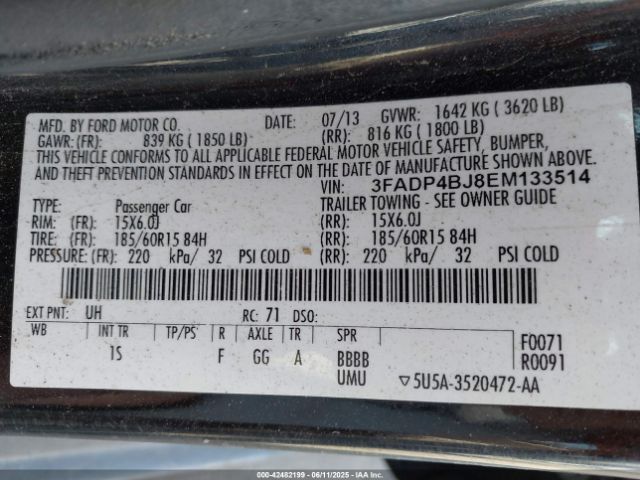 MFD. BY FORD MOTOR CO. DATE: 07/13 GVWR: 1642 KG ( 3620 LB)
GAWR: (FR): 839 KG ( 1850 LB) (RR): 816 KG ( 1800 LB)
THIS VEHICLE CONFORMS TO ALL APPLICABLE FEDERAL MOTOR VEHICLE SAFETY, BUMPER,
AND THEFT PREVENTION STANDARDS IN EFFECT ON THE DATE OF MANUFACTURE SHOWN ABOVE.
VIN: 3FADP4BJ8EM133514
TYPE: Passenger Car TRAILER TOWING - SEE OWNER GUIDE
RIM: (FR): 15X6.0J (RR): 15X6.0J
TIRE: (FR): 185/60R15 84H (RR): 185/60R15 84H
PRESSURE: (FR): 220 kPa/ 32 PSI COLD (RR): 220 kPa/ 32 PSI COLD
EXT PNT: UH RC: 71 DSO:
WB INT TR TP/PS R AXLE TR SPR F0071
1S F GG A BBBB R0091
UMU ▽5U5A-3520472-AA
000-42482199 - 06/11/2025 - IAAI.COM